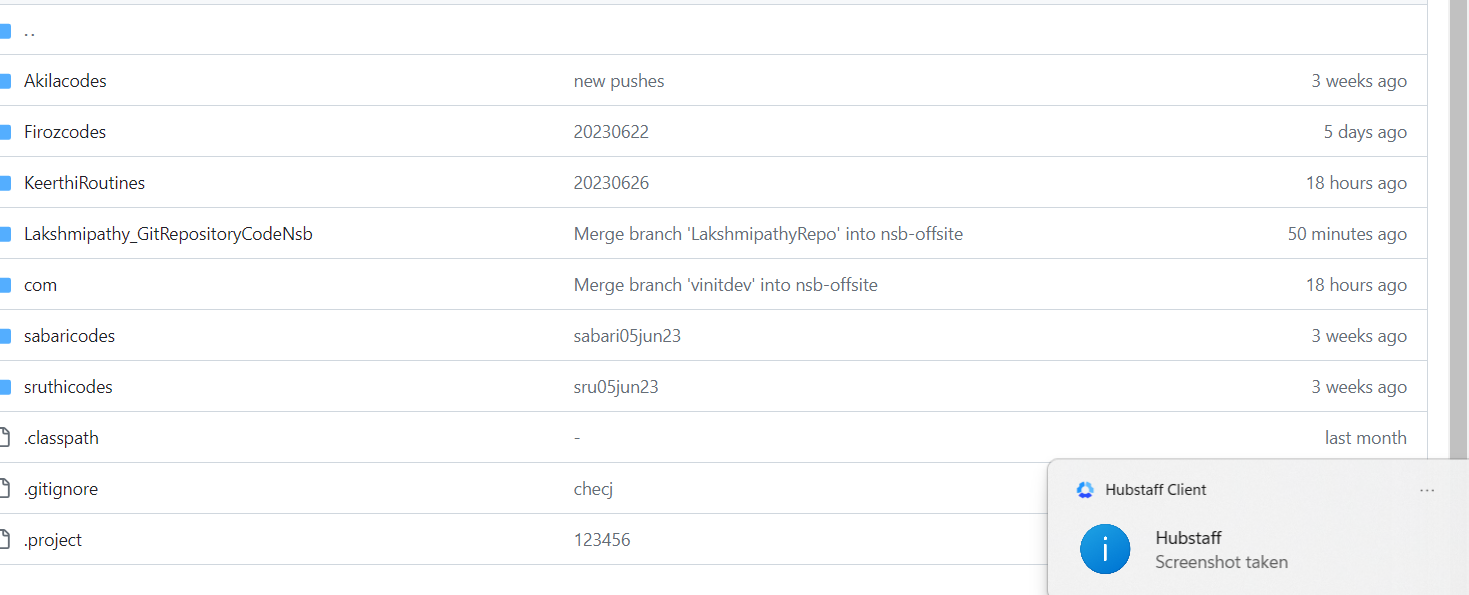 ..
Akilacodes new pushes 3 weeks ago
Firozcodes 20230622 5 days ago
KeerthiRoutines 20230626 18 hours ago
Lakshmipathy_GitRepositoryCodeNsb Merge branch 'LakshmipathyRepo' into nsb-offsite 50 minutes ago
com Merge branch 'vinitdev' into nsb-offsite 18 hours ago
sabaricodes sabari05jun23 3 weeks ago
sruthicodes sru05jun23 3 weeks ago
.classpath - last month
.gitignore checj
.project 123456
Hubstaff Client ...
Hubstaff
Screenshot taken